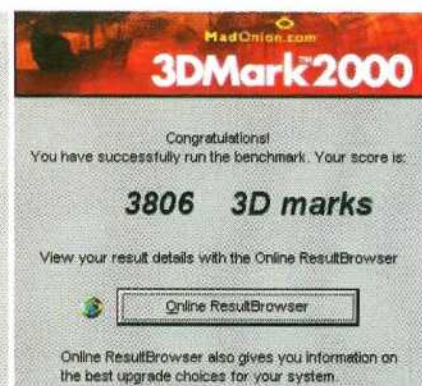 MadOnion.com
3DMark™2000
Congratulations!
You have successfully run the benchmark. Your score is:
3806 3D marks
View your result details with the Online ResultBrowser
Online ResultBrowser
Online ResultBrowser also gives you information on
the best upgrade choices for your system.